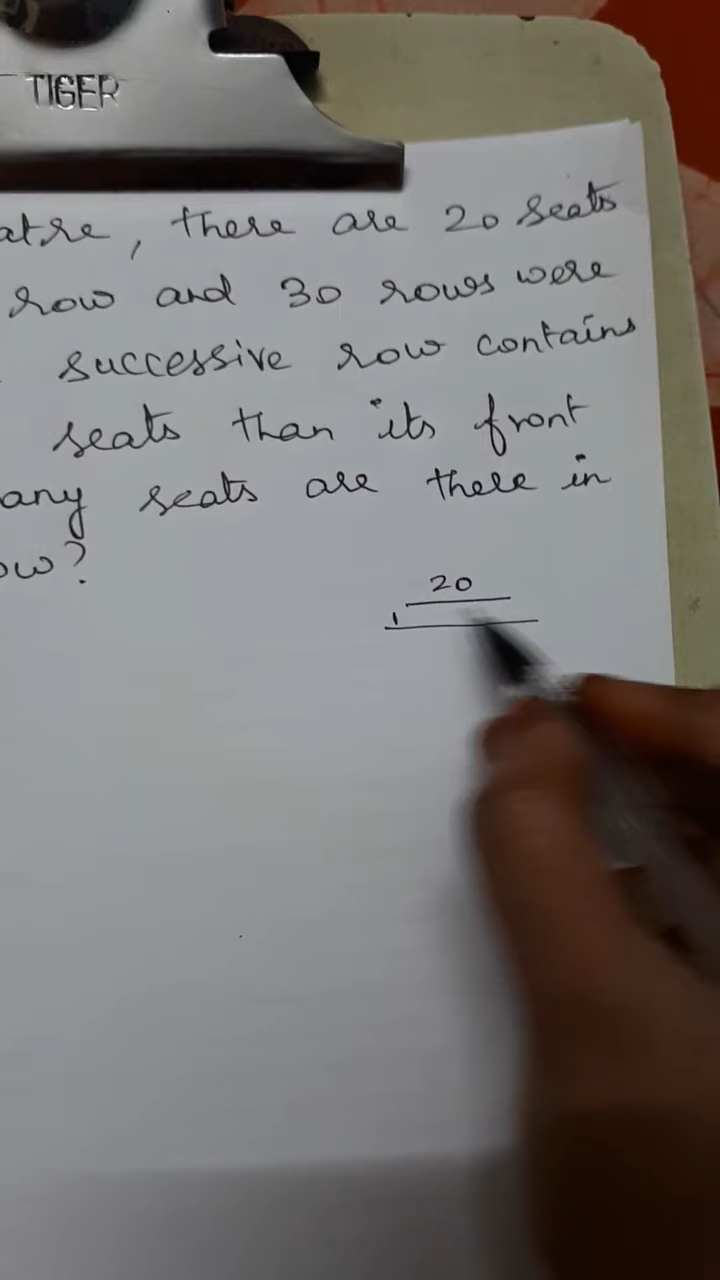 TIGER
atre, there are 20 seats
row and 30 rows were
successive row contains
seats than its front
any seats are there in
ow?
20
1